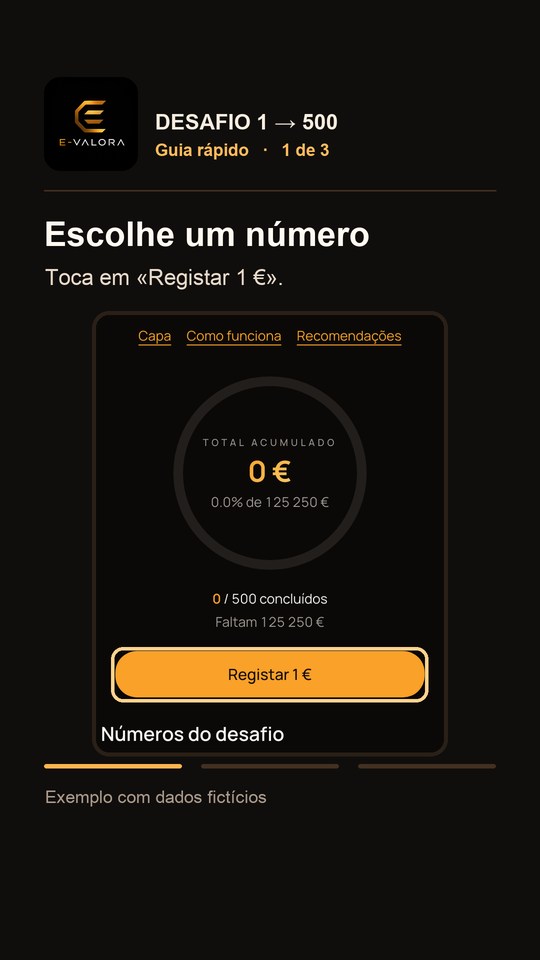 E-VALORA
DESAFIO 1 → 500
Guia rápido · 1 de 3
Escolhe um número
Toca em «Registar 1 €».
Capa Como funciona Recomendações
TOTAL ACUMULADO
0 €
0.0% de 125 250 €
0 / 500 concluídos
Faltam 125 250 €
Registar 1 €
Números do desafio
Exemplo com dados fictícios